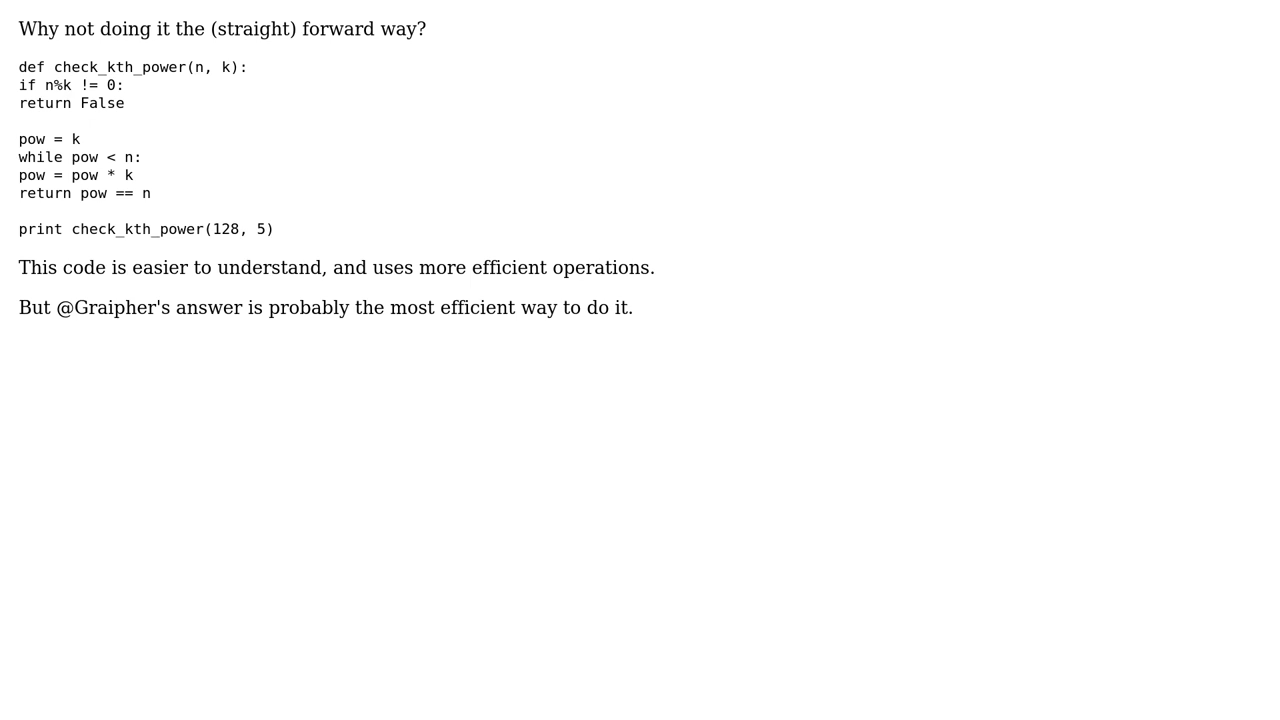 Why not doing it the (straight) forward way?
def check_kth_power(n, k):
if n%k != 0:
return False
pow = k
while pow < n:
pow = pow * k
return pow == n
print check_kth_power(128, 5)
This code is easier to understand, and uses more efficient operations.
But @Graipher's answer is probably the most efficient way to do it.